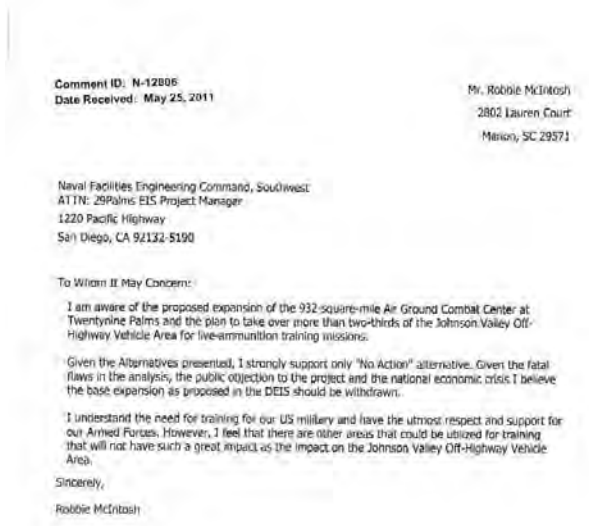 Comment ID: N-12806
Date Received: May 25, 2011
Mr. Robbie McIntosh
2802 Lauren Court
Marion, SC 29571
Naval Facilities Engineering Command, Southwest
ATTN: 29Palms EIS Project Manager
1220 Pacific Highway
San Diego, CA 92132-5190
To Whom It May Concern:
I am aware of the proposed expansion of the 932-square-mile Air Ground Combat Center at
Twentynine Palms and the plan to take over more than two-thirds of the Johnson Valley Off-
Highway Vehicle Area for live-ammunition training missions.
Given the Alternatives presented, I strongly support only "No Action" alternative. Given the fatal
flaws in the analysis, the public objection to the project and the national economic crisis I believe
the base expansion as proposed in the DEIS should be withdrawn.
I understand the need for training for our US military and have the utmost respect and support for
our Armed Forces. However, I feel that there are other areas that could be utilized for training
that will not have such a great impact as the impact on the Johnson Valley Off-Highway Vehicle
Area.
Sincerely,
Robbie McIntosh